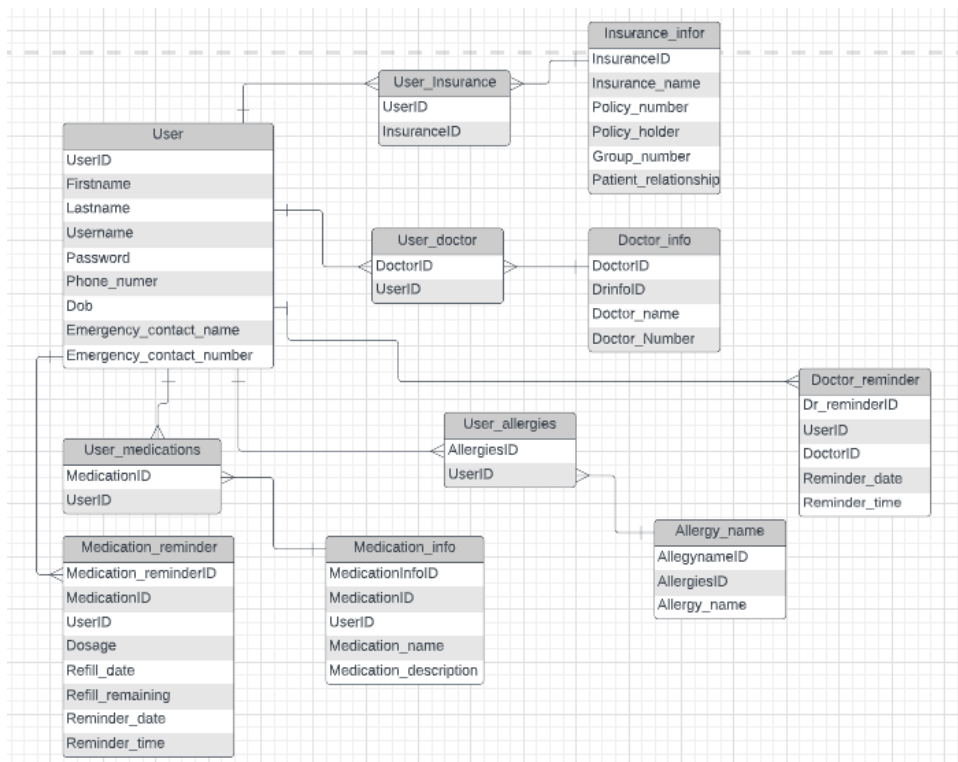 Insurance_infor
InsuranceID
Insurance_name
Policy_number
Policy_holder
Group_number
Patient_relationship
User_Insurance
UserID
InsuranceID
User
UserID
Firstname
Lastname
Username
Password
Phone_numer
Dob
Emergency_contact_name
Emergency_contact_number
User_doctor
DoctorID
UserID
Doctor_info
DoctorID
DrinfoID
Doctor_name
Doctor_Number
Doctor_reminder
Dr_reminderID
UserID
DoctorID
Reminder_date
Reminder_time
User_allergies
AllergiesID
UserID
User_medications
MedicationID
UserID
Allergy_name
AllegynameID
AllergiesID
Allergy_name
Medication_reminder
Medication_reminderID
MedicationID
UserID
Dosage
Refill_date
Refill_remaining
Reminder_date
Reminder_time
Medication_info
MedicationInfoID
MedicationID
UserID
Medication_name
Medication_description